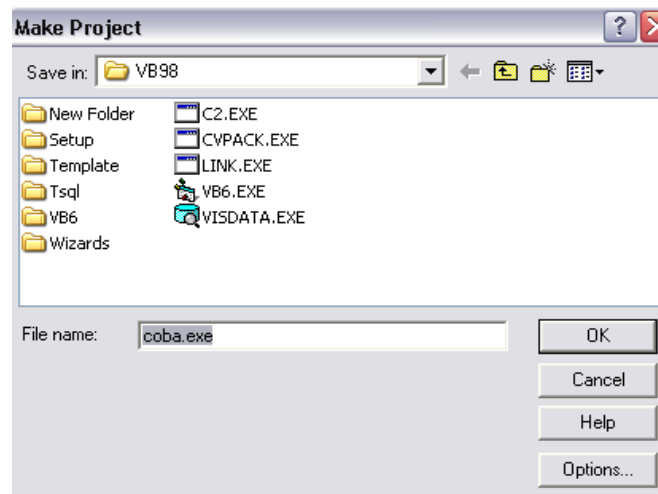 Make Project
Save in: VB98
New Folder
Setup
Template
Tsql
VB6
Wizards
C2.EXE
CVPACK.EXE
LINK.EXE
VB6.EXE
VISDATA.EXE
File name: coba.exe
OK
Cancel
Help
Options...